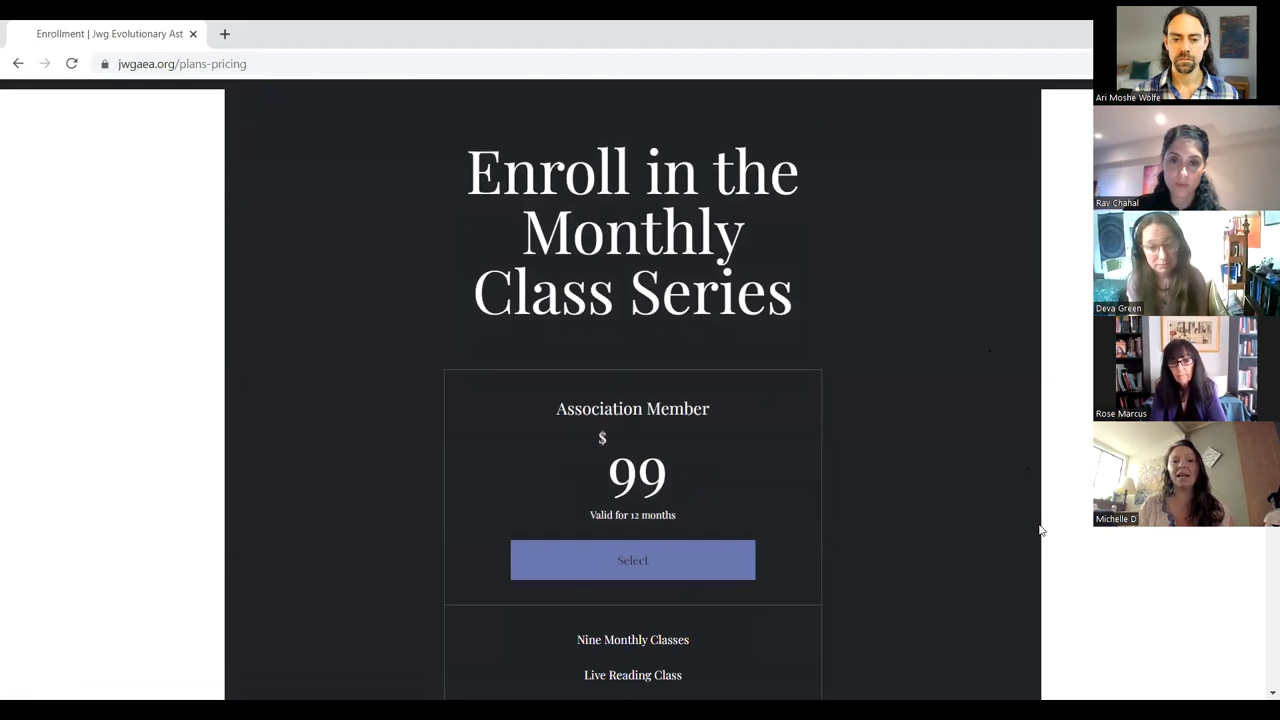 Enrollment | Jwg Evolutionary Ast
jwgaea.org/plans-pricing
Enroll in the
Monthly
Class Series
Association Member
$
99
Valid for 12 months
Select
Nine Monthly Classes
Live Reading Class
Ari Moshe Wolfe
Rav Chahal
Deva Green
Rose Marcus
Michelle D